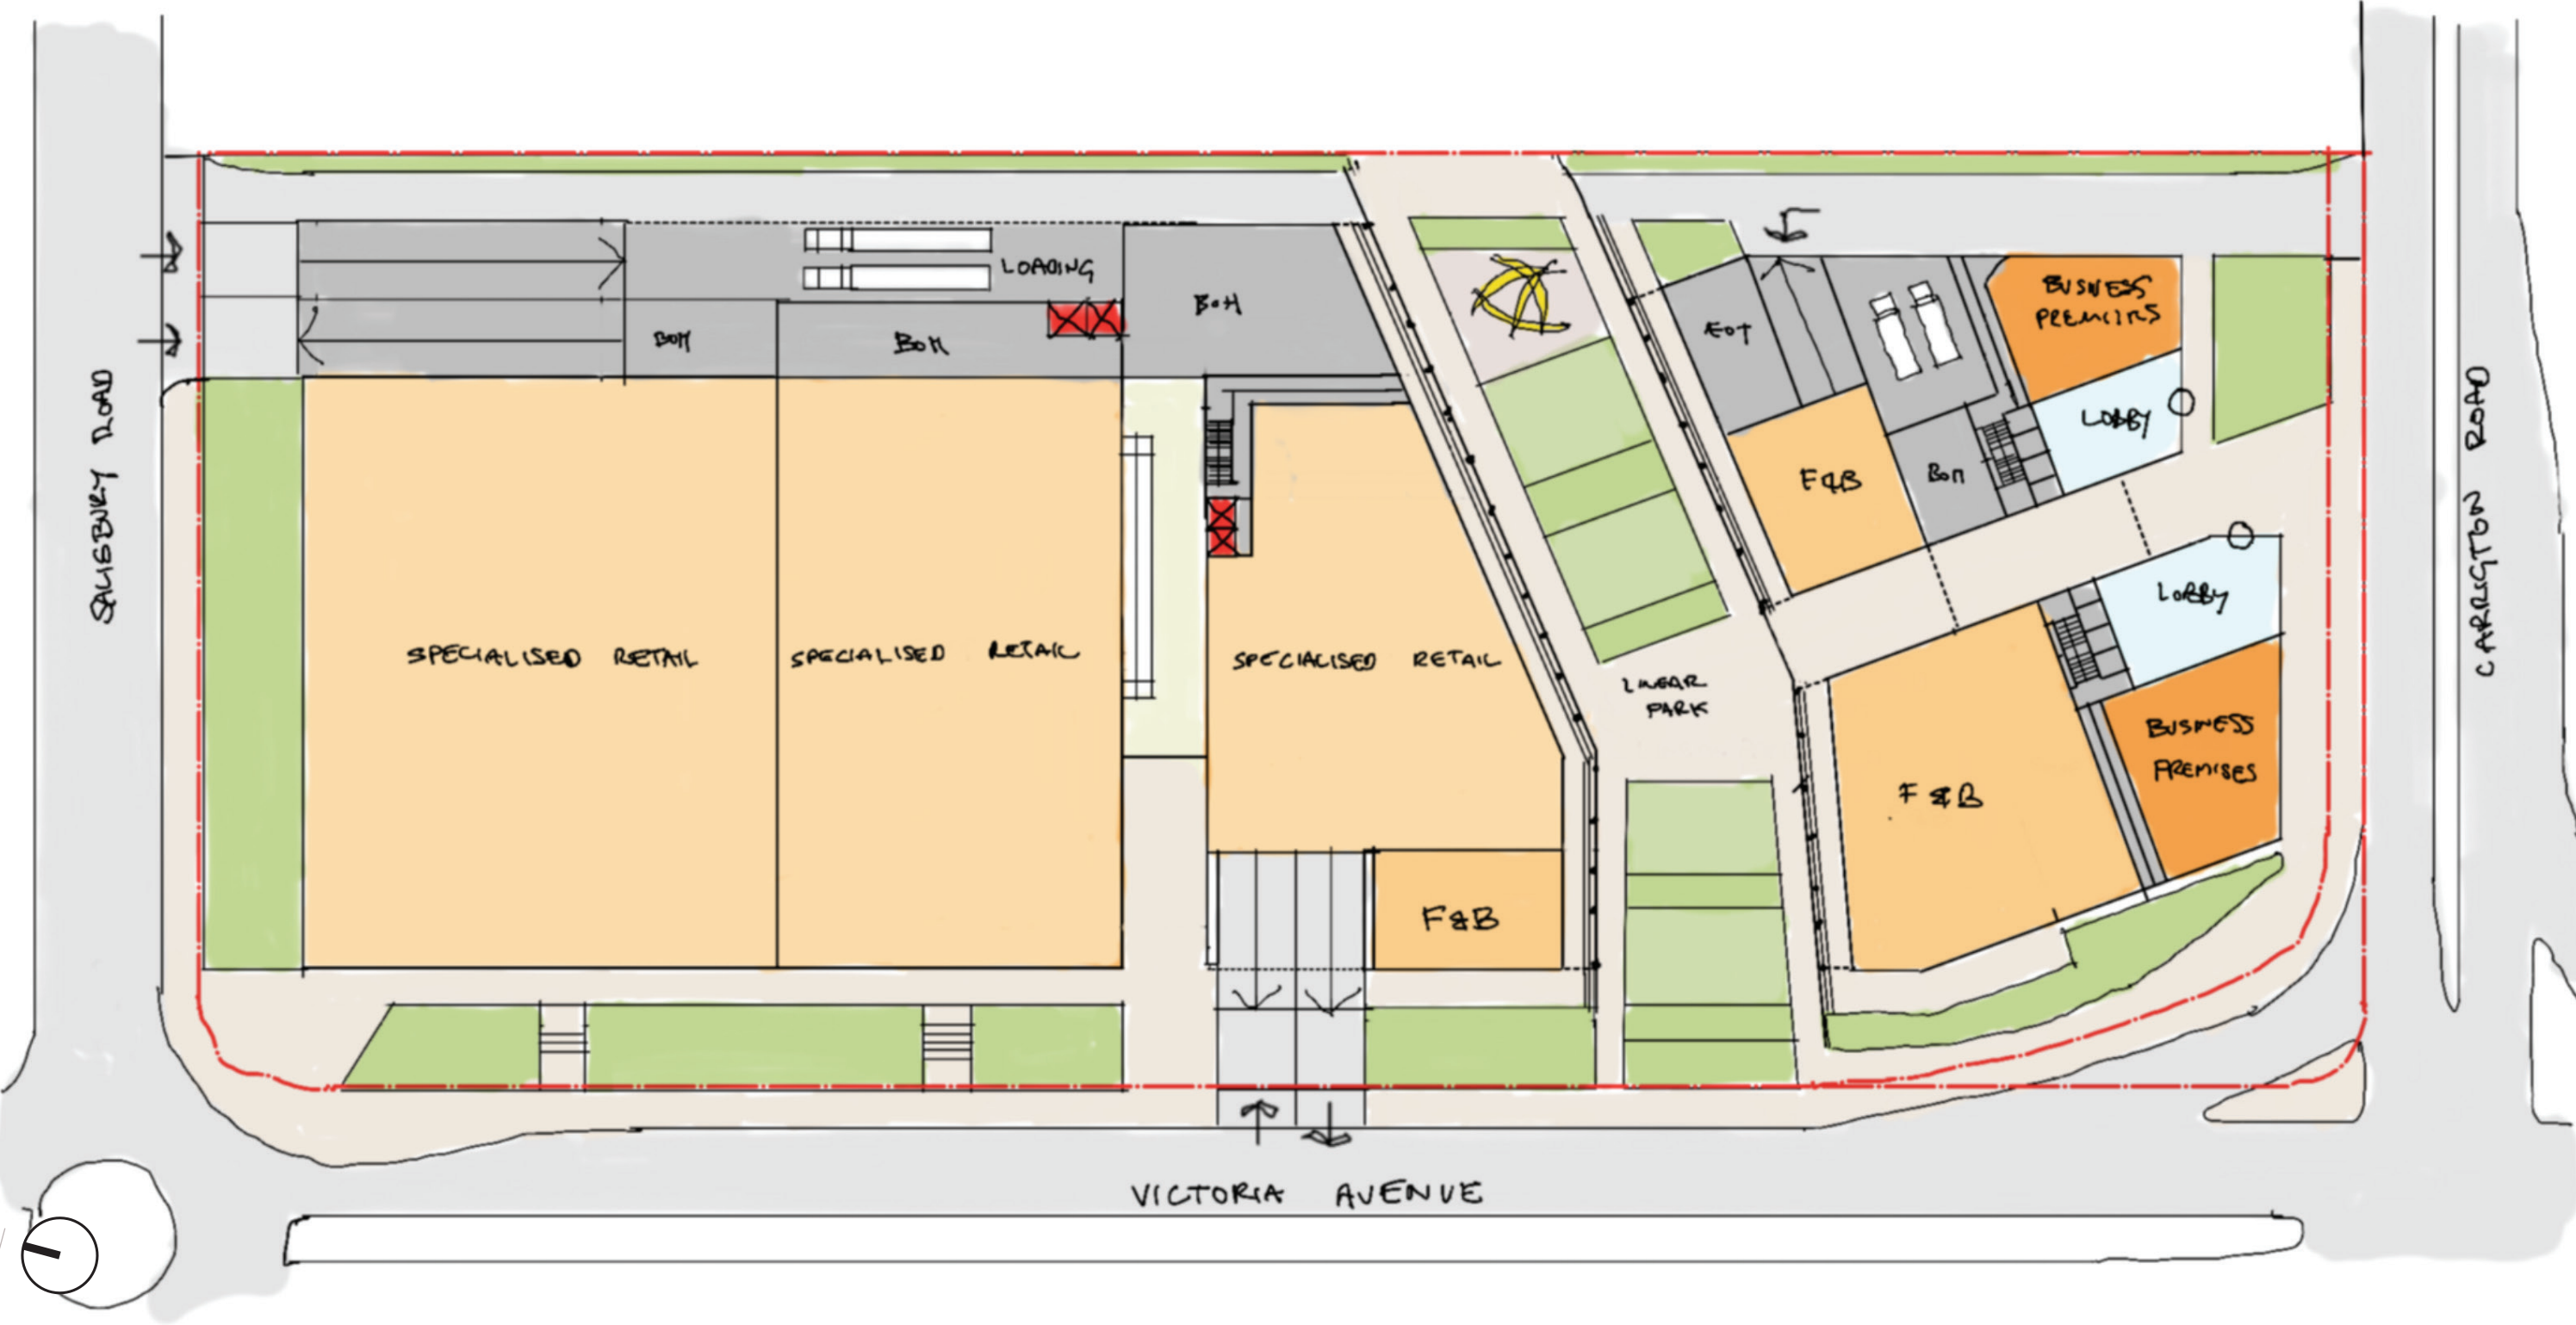 BUSINESS
PREMCIRS
LOADING
BOH
EOT
BOH
BOH
LOBBY
SALISBURY ROAD
CARRINGTON ROAD
F&B
BOH
LOBBY
SPECIALISED RETAIL
SPECIALISED RETAIL
SPECIALISED RETAIL
LINEAR
PARK
BUSINESS
PREMISES
F&B
F&B
VICTORIA AVENUE